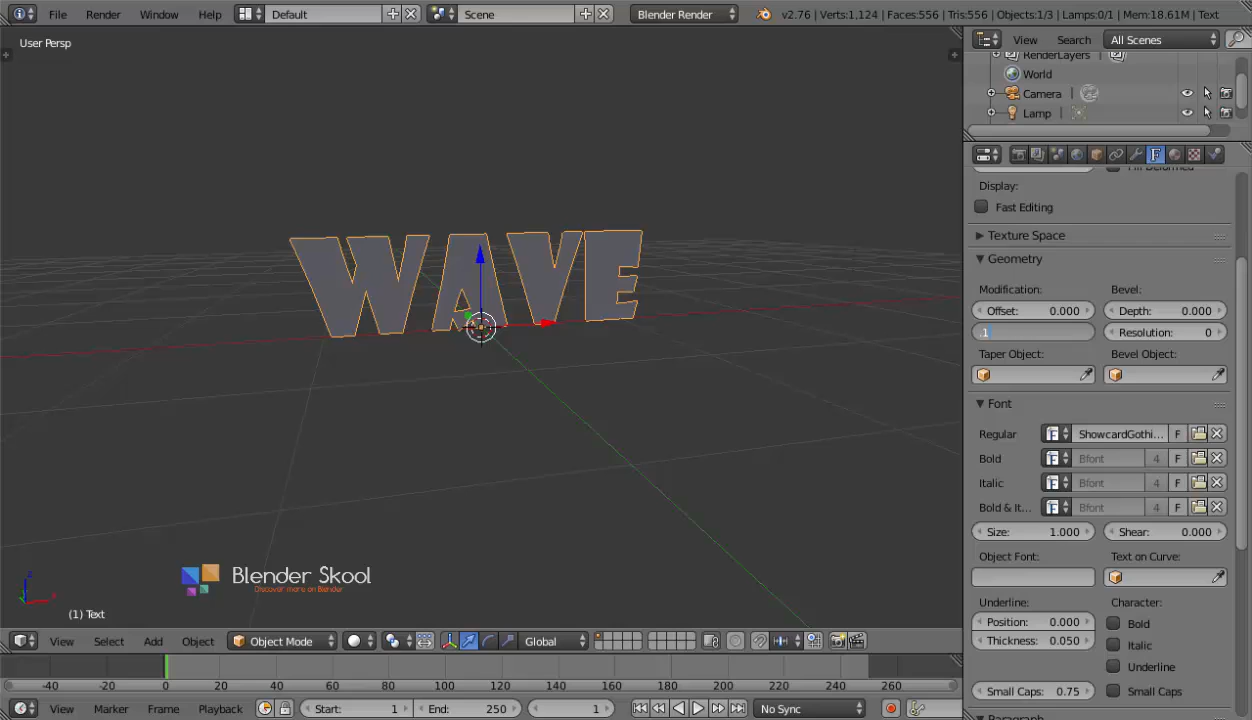 File Render Window Help Default Scene Blender Render v2.76 | Verts:1,124 | Faces:556 | Tris:556 | Objects:1/3 | Lamps:0/1 | Mem:18.61M | Text
User Persp
View Search All Scenes
RenderLayers
World
Camera
Lamp
Display:
Fast Editing
Texture Space
Geometry
Modification: Bevel:
Offset: 0.000 Depth: 0.000
1 Resolution: 0
Taper Object: Bevel Object:
Font
Regular F ShowcardGothi... F
Bold F Bfont 4 F
Italic F Bfont 4 F
Bold & It... F Bfont 4 F
Size: 1.000 Shear: 0.000
Object Font: Text on Curve:
Underline: Character:
Position: 0.000 Bold
Thickness: 0.050 Italic
Underline
Small Caps: 0.75 Small Caps
WAVE
Blender Skool
Discover more on Blender
z
x
(1) Text
View Select Add Object Object Mode Global
-40 -20 0 20 40 60 80 100 120 140 160 180 200 220 240 260
View Marker Frame Playback Start: 1 End: 250 1 No Sync